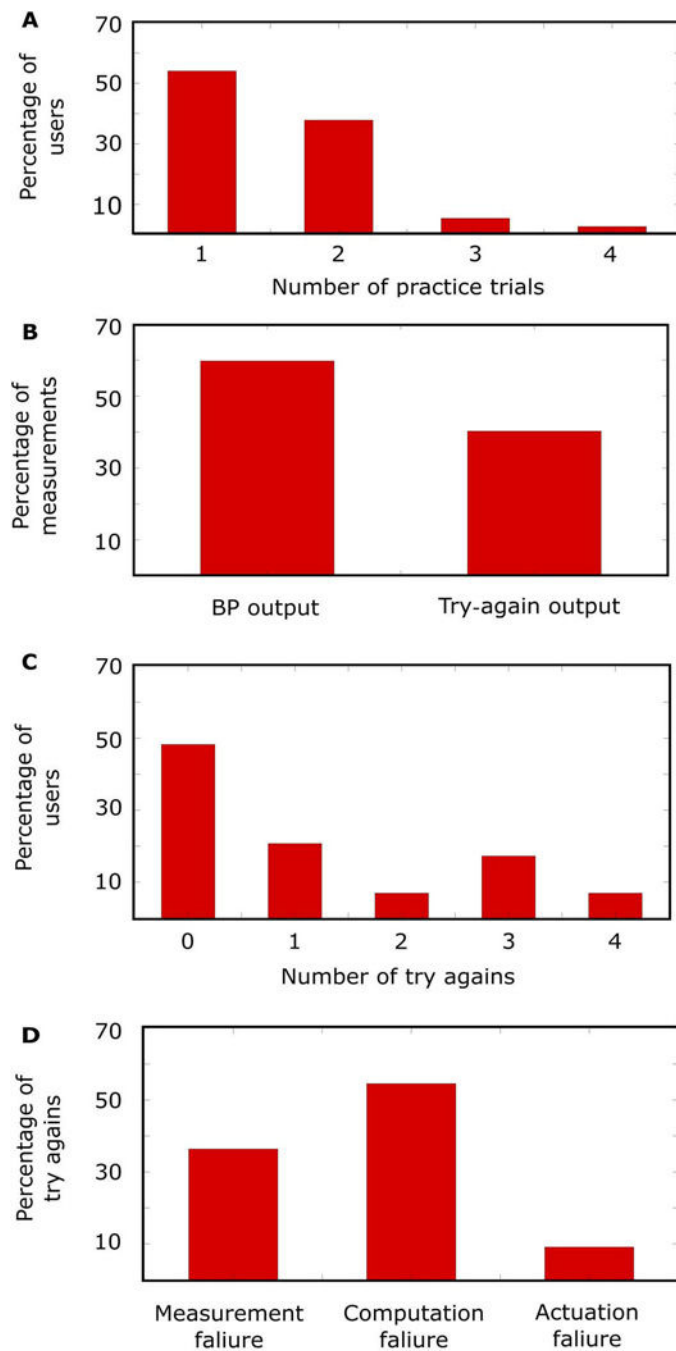 A
70
50
30
10
Percentage of
users
1 2 3 4
Number of practice trials
B
70
50
30
10
Percentage of
measurements
BP output Try-again output
C
70
50
30
10
Percentage of
users
0 1 2 3 4
Number of try agains
D
70
50
30
10
Percentage of
try agains
Measurement Computation Actuation
faliure faliure faliure